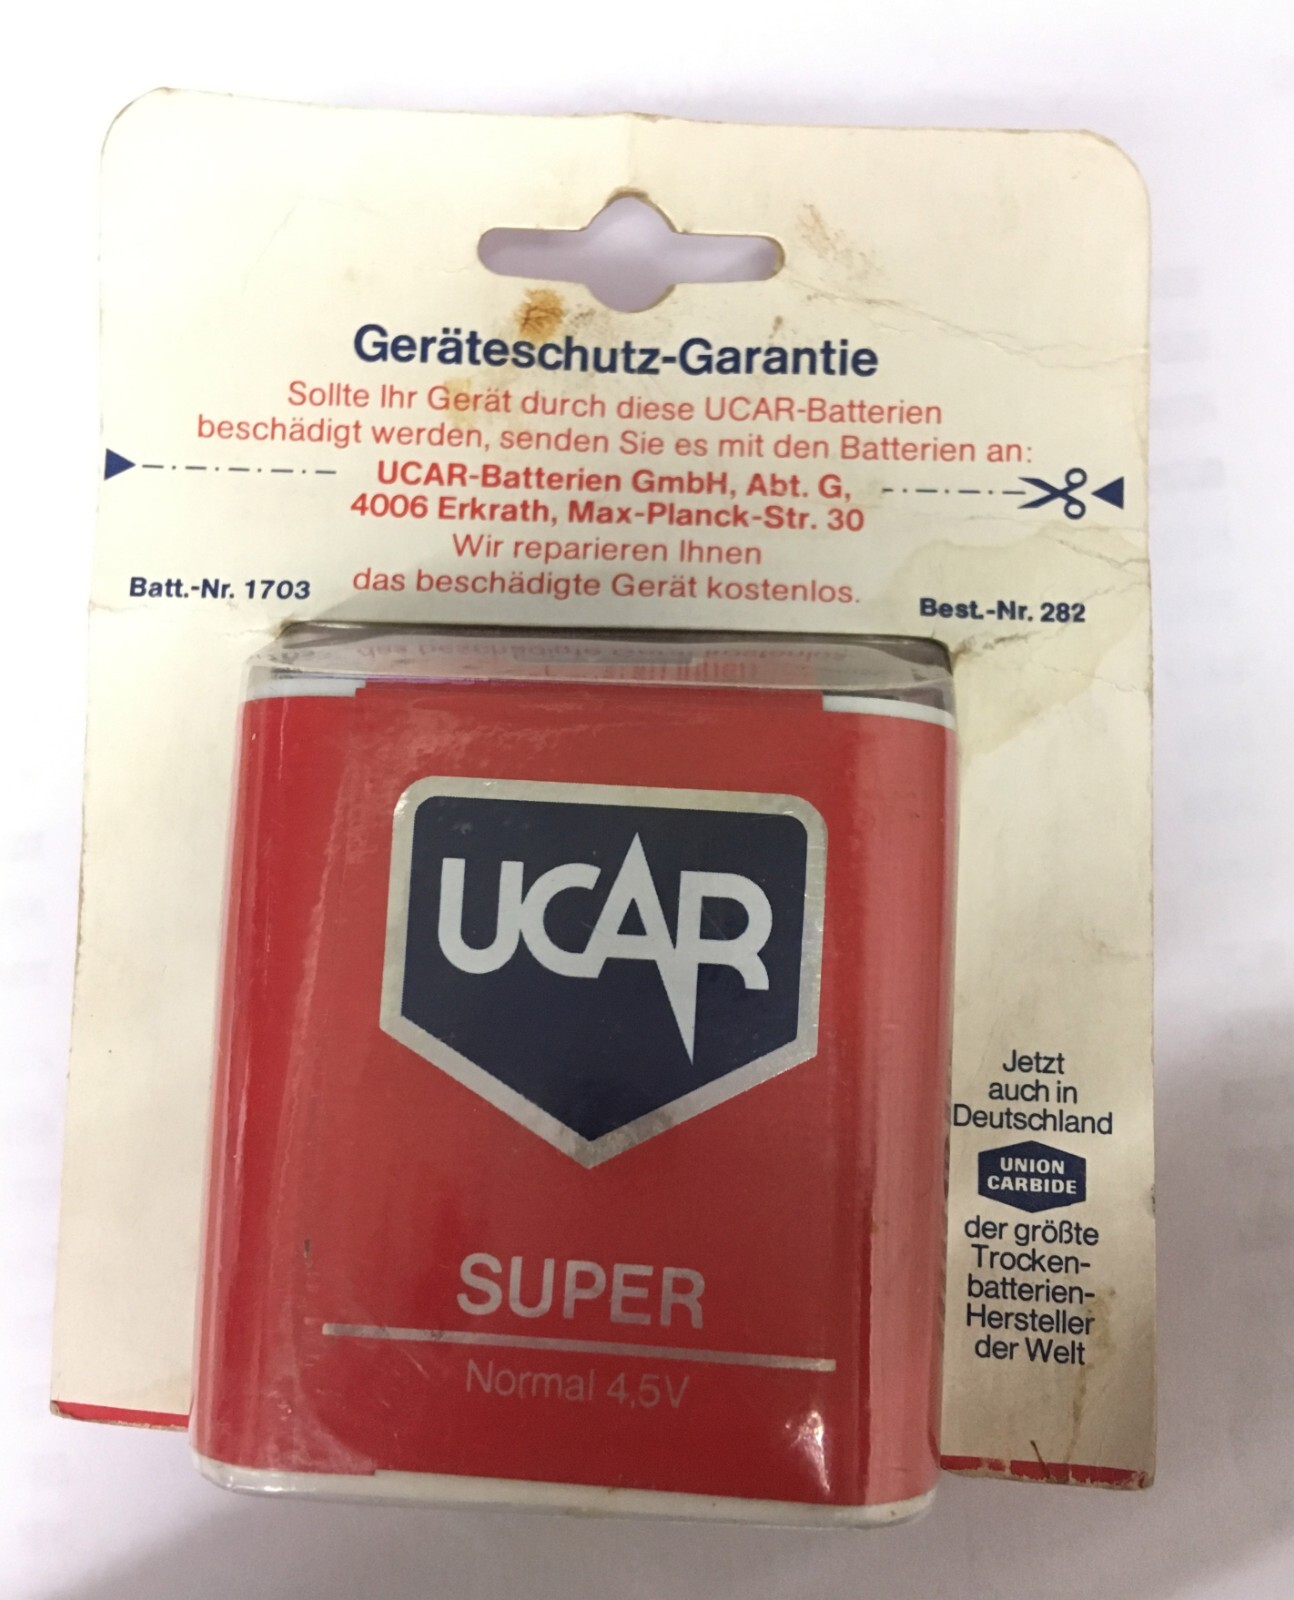 Geräteschutz-Garantie
Sollte Ihr Gerät durch diese UCAR-Batterien
beschädigt werden, senden Sie es mit den Batterien an:
UCAR-Batterien GmbH, Abt. G,
4006 Erkrath, Max-Planck-Str. 30
Wir reparieren Ihnen
das beschädigte Gerät kostenlos.
Batt.-Nr. 1703
Best.-Nr. 282
UCAR
SUPER
Normal 4,5V
Jetzt
auch in
Deutschland
UNION
CARBIDE
der größte
Trocken-
batterien-
Hersteller
der Welt